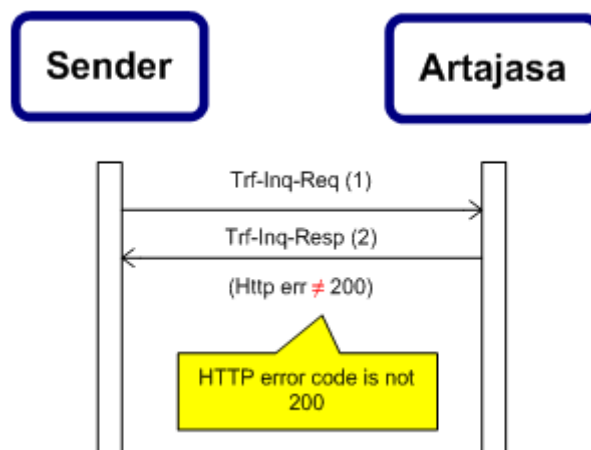 Sender
Artajasa
Trf-Inq-Req (1)
Trf-Inq-Resp (2)
(Http err ≠ 200)
HTTP error code is not
200